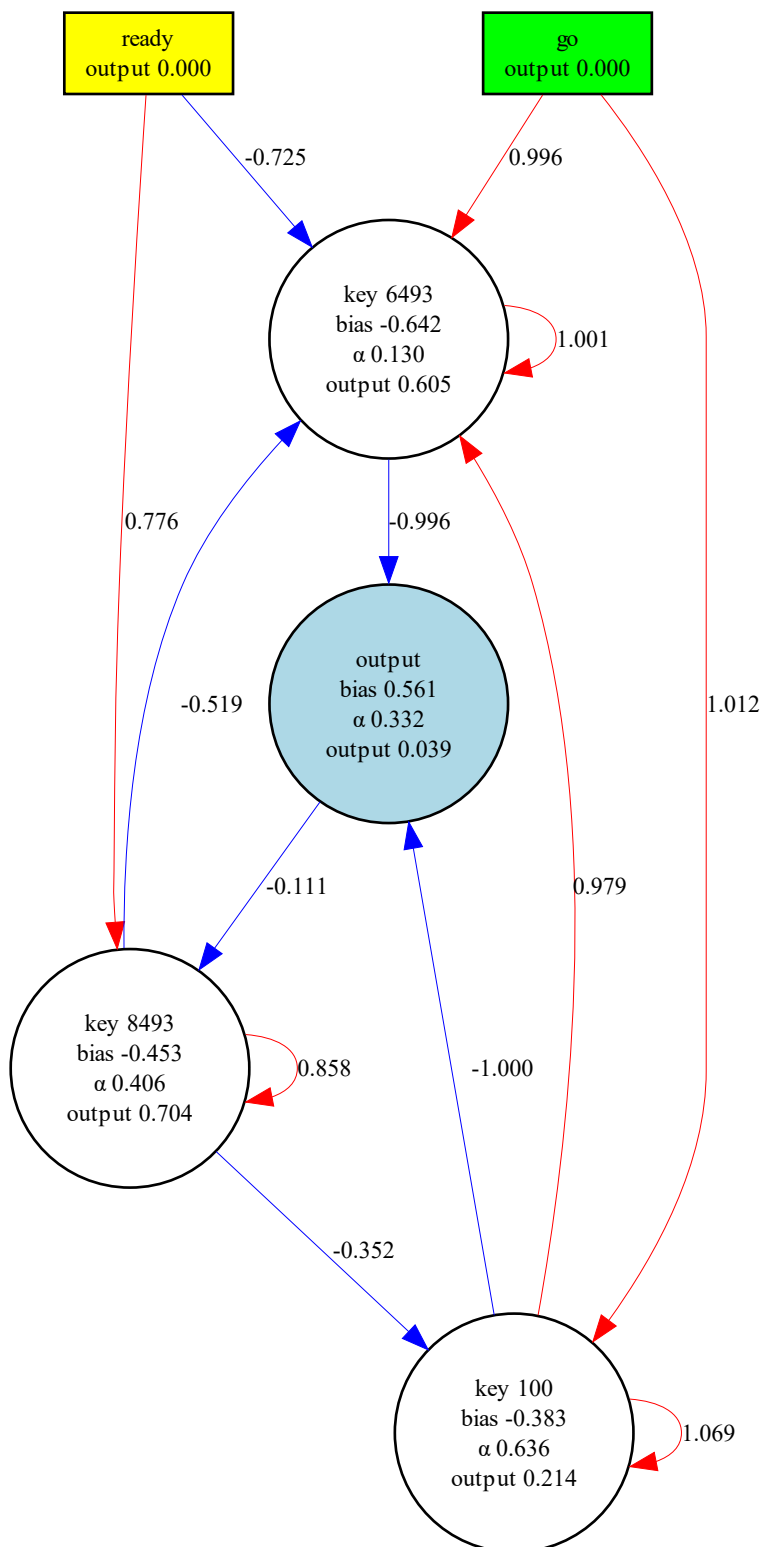 ready
output 0.000
go
output 0.000
-0.725
0.996
key 6493
bias -0.642
α 0.130
output 0.605
1.001
0.776
-0.996
output
bias 0.561
α 0.332
output 0.039
-0.519
1.012
-0.111
0.979
key 8493
bias -0.453
α 0.406
output 0.704
0.858
-1.000
-0.352
key 100
bias -0.383
α 0.636
output 0.214
1.069